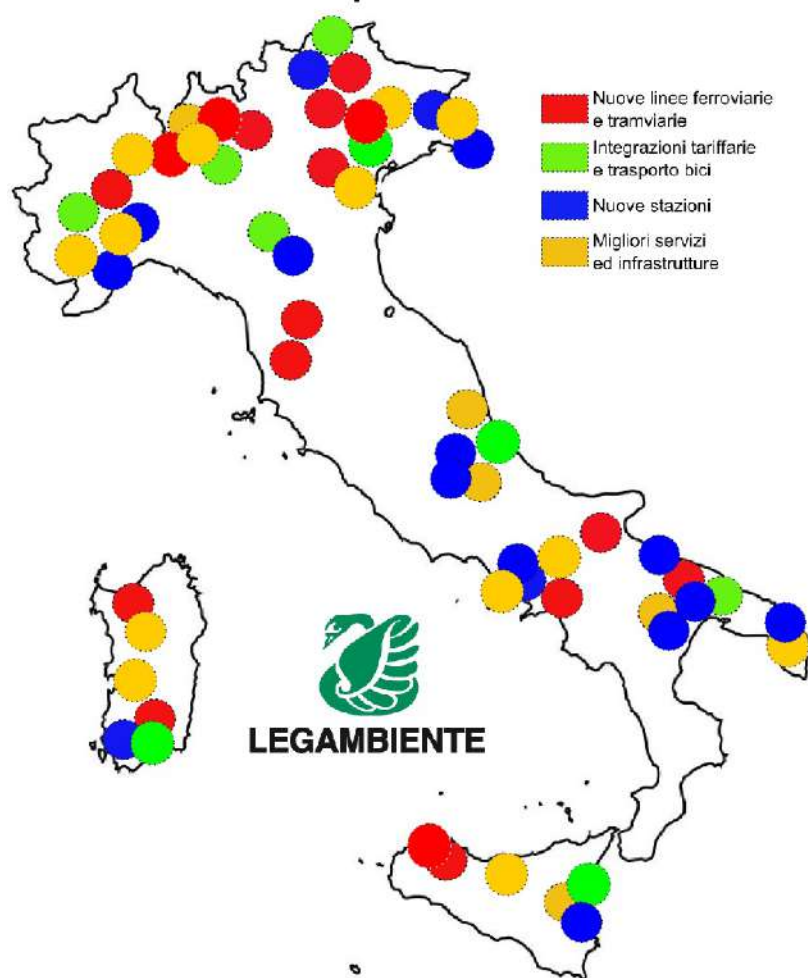 Nuove linee ferroviarie
e tramviarie
Integrazioni tariffarie
e trasporto bici
Nuove stazioni
Migliori servizi
ed infrastrutture
LEGAMBIENTE